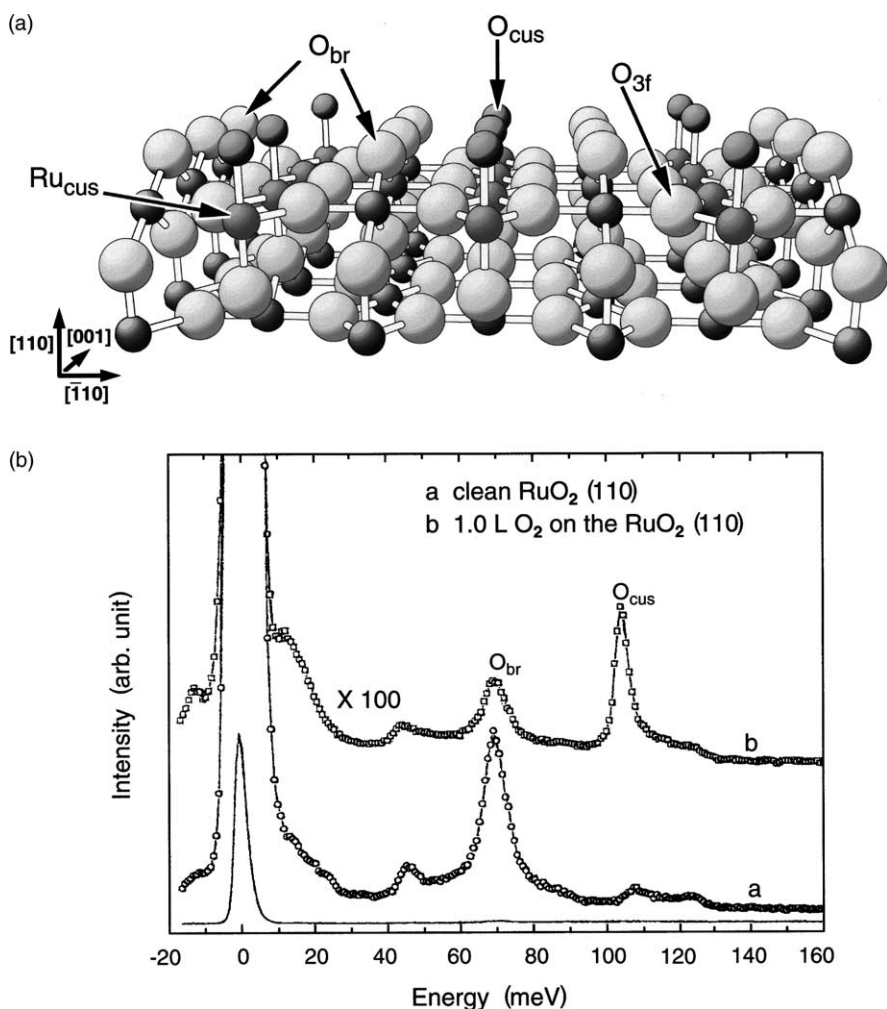 (a)
O_br
O_cus
O_3f
Ru_cus
[110]
[001]
[1̄10]
(b)
a clean RuO₂ (110)
b 1.0 L O₂ on the RuO₂ (110)
O_cus
O_br
X 100
b
a
Intensity (arb. unit)
-20 0 20 40 60 80 100 120 140 160
Energy (meV)